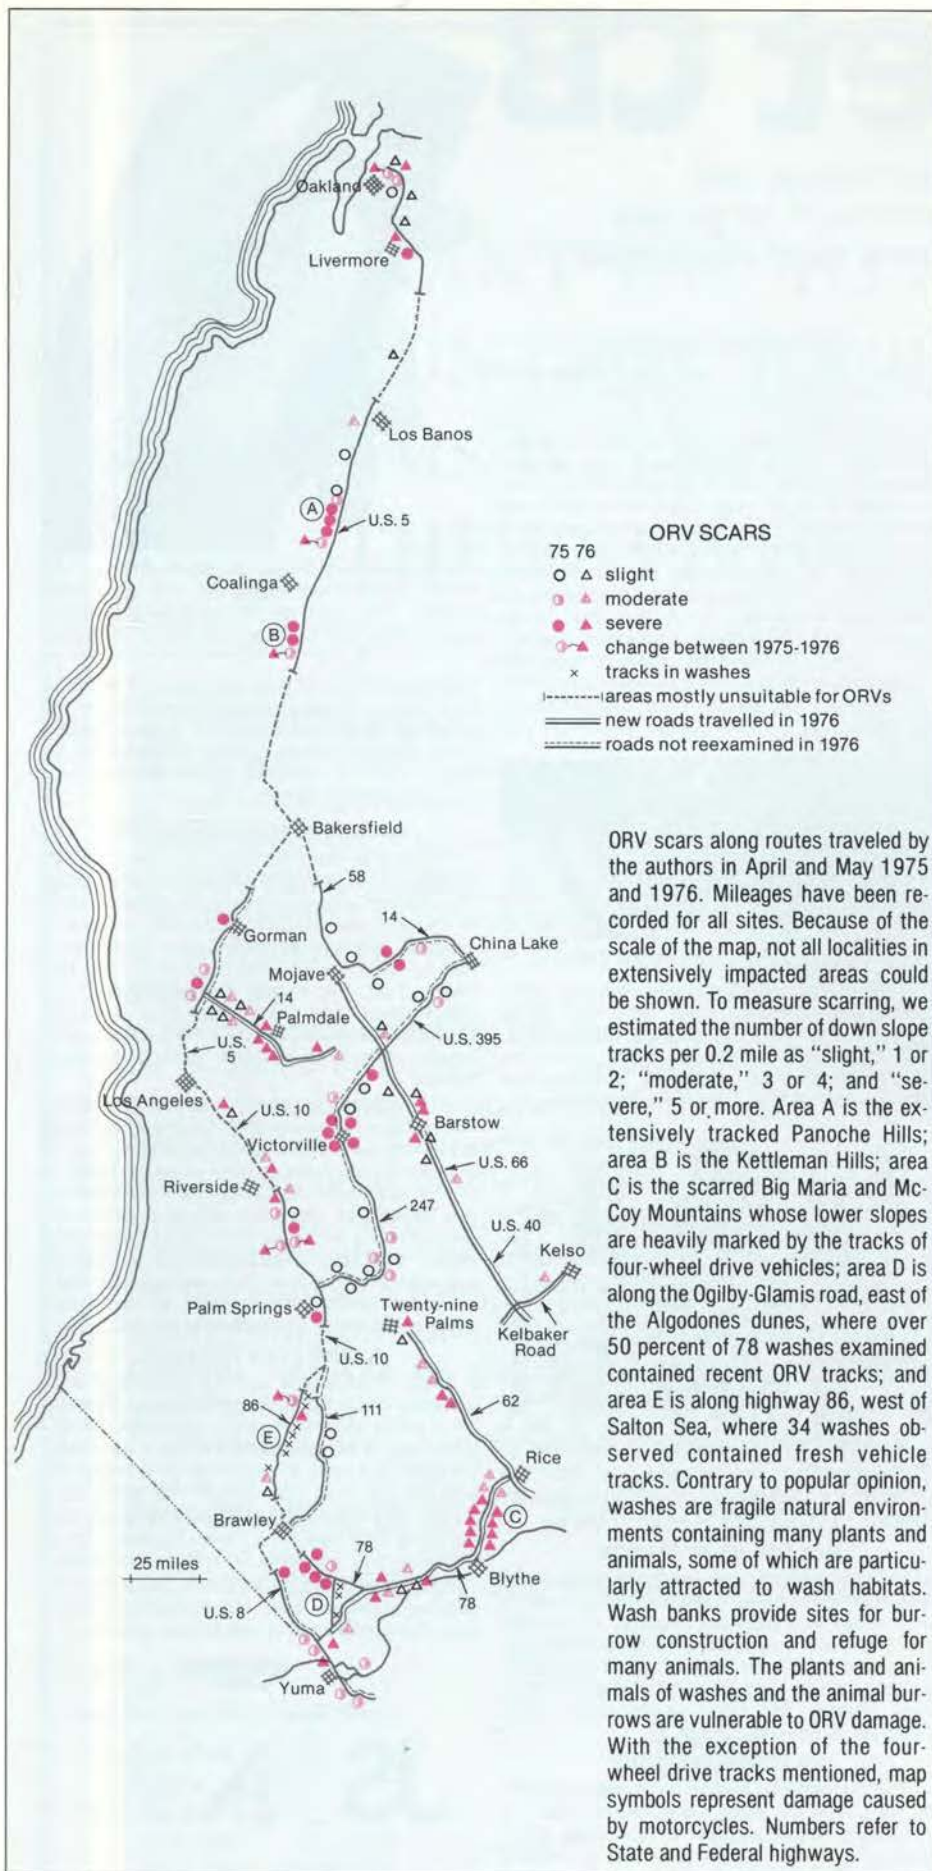 Oakland
Livermore
Los Banos
A
U.S. 5
Coalinga
B
ORV SCARS
75 76
slight
moderate
severe
change between 1975-1976
tracks in washes
areas mostly unsuitable for ORVs
new roads travelled in 1976
roads not reexamined in 1976
Bakersfield
58
14
Gorman
China Lake
Mojave
14
Palmdale
U.S. 395
U.S.
5
Los Angeles
U.S. 10
Barstow
Victorville
U.S. 66
Riverside
247
U.S. 40
Kelso
Palm Springs
Twenty-nine
Palms
Kelbaker
Road
U.S. 10
86
111
62
E
Rice
C
Brawley
25 miles
78
Blythe
D
78
U.S. 8
Yuma
ORV scars along routes traveled by
the authors in April and May 1975
and 1976. Mileages have been re-
corded for all sites. Because of the
scale of the map, not all localities in
extensively impacted areas could
be shown. To measure scarring, we
estimated the number of down slope
tracks per 0.2 mile as “slight,” 1 or
2; “moderate,” 3 or 4; and “se-
vere,” 5 or more. Area A is the ex-
tensively tracked Panoche Hills;
area B is the Kettleman Hills; area
C is the scarred Big Maria and Mc-
Coy Mountains whose lower slopes
are heavily marked by the tracks of
four-wheel drive vehicles; area D is
along the Ogilby-Glamis road, east of
the Algodones dunes, where over
50 percent of 78 washes examined
contained recent ORV tracks; and
area E is along highway 86, west of
Salton Sea, where 34 washes ob-
served contained fresh vehicle
tracks. Contrary to popular opinion,
washes are fragile natural environ-
ments containing many plants and
animals, some of which are particu-
larly attracted to wash habitats.
Wash banks provide sites for bur-
row construction and refuge for
many animals. The plants and ani-
mals of washes and the animal bur-
rows are vulnerable to ORV damage.
With the exception of the four-
wheel drive tracks mentioned, map
symbols represent damage caused
by motorcycles. Numbers refer to
State and Federal highways.